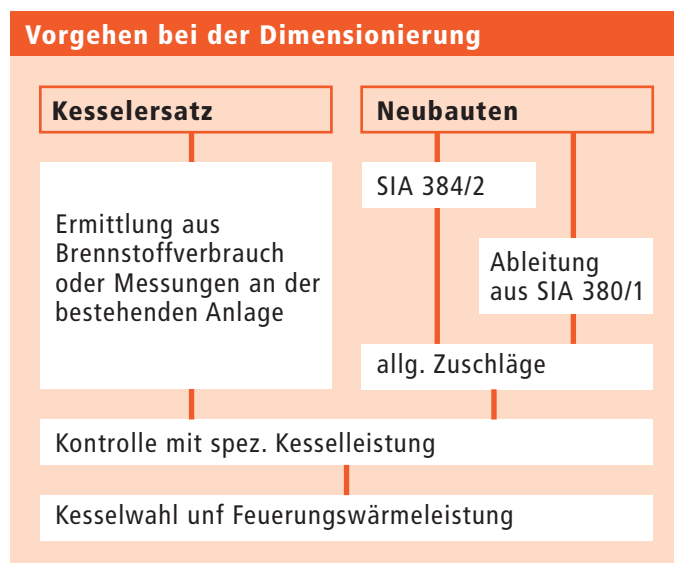 Vorgehen bei der Dimensionierung
Kesselersatz
Ermittlung aus
Brennstoffverbrauch
oder Messungen an der
bestehenden Anlage
Neubauten
SIA 384/2
Ableitung
aus SIA 380/1
allg. Zuschläge
Kontrolle mit spez. Kesselleistung
Kesselwahl unf Feuerungswärmeleistung